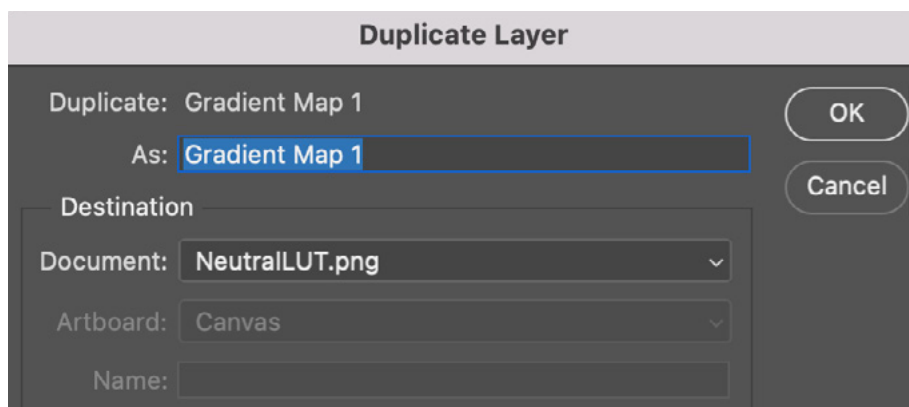 Duplicate Layer
Duplicate: Gradient Map 1
OK
As: Gradient Map 1
Cancel
Destination
Document: NeutralLUT.png
Artboard: Canvas
Name: